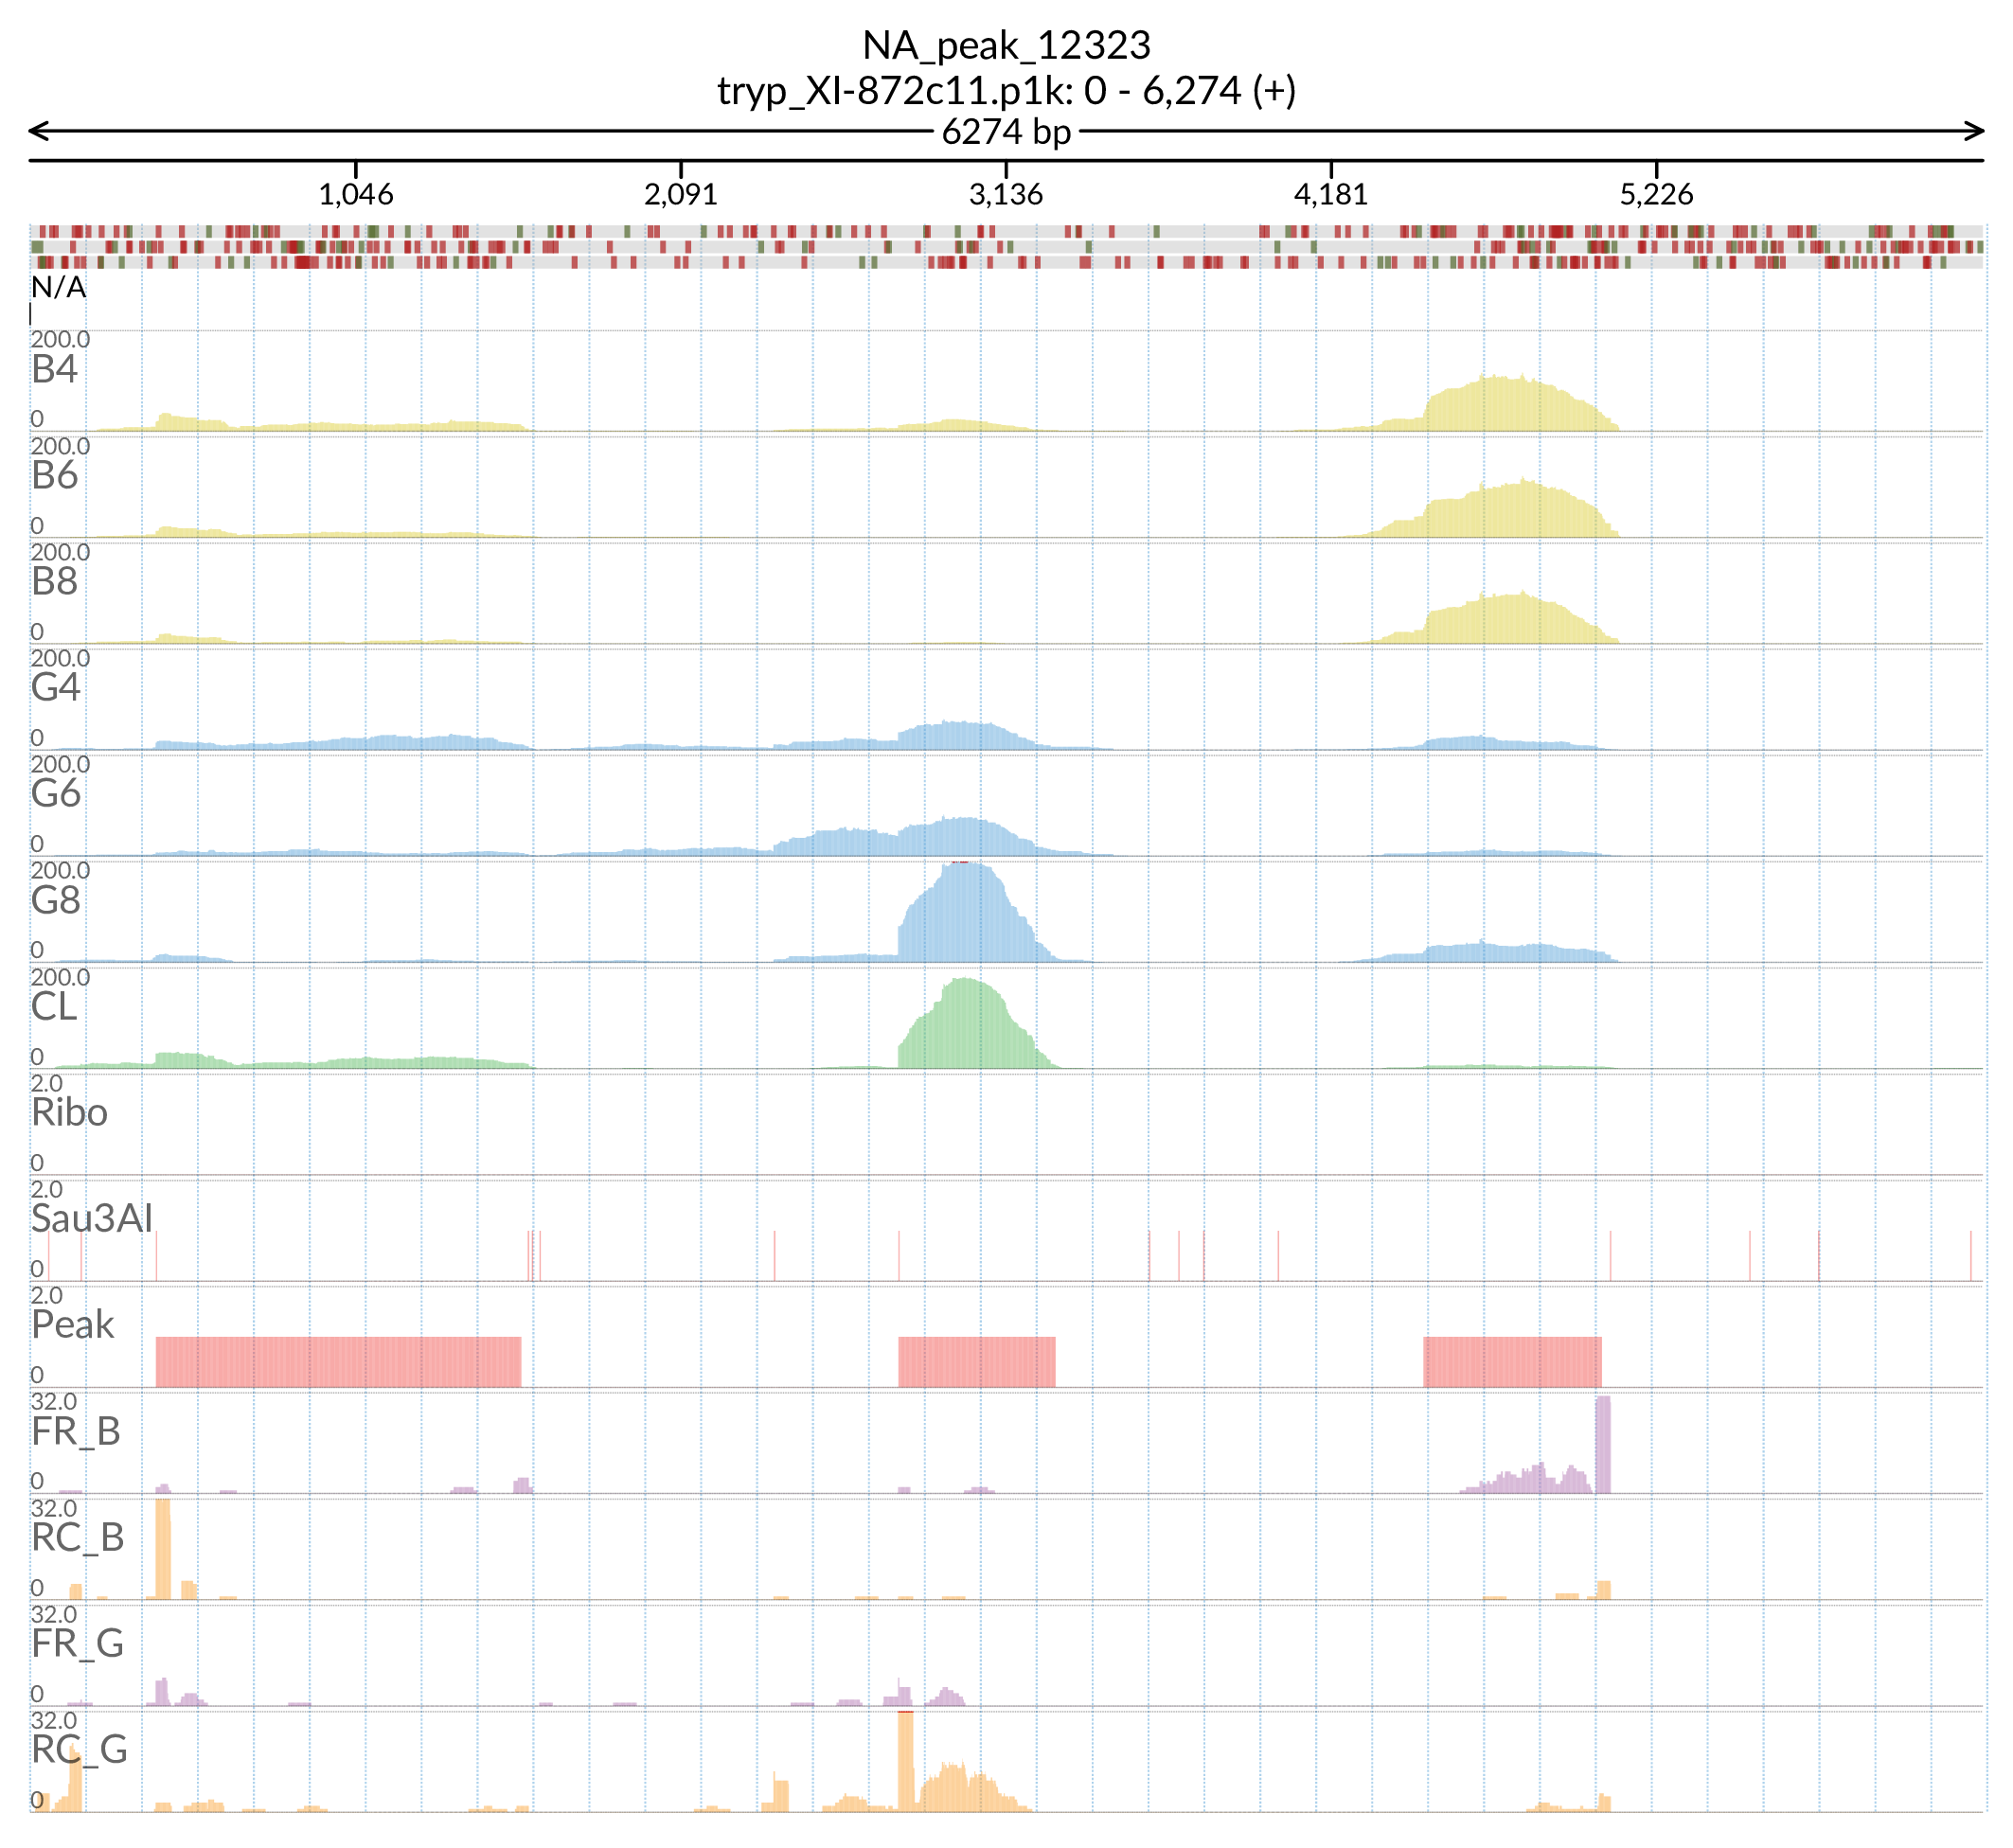 NA_peak_12323
tryp_XI-872c11.p1k: 0 - 6,274 (+)
6274 bp
1,046 2,091 3,136 4,181 5,226
N/A
200.0
B4
0
200.0
B6
0
200.0
B8
0
200.0
G4
0
200.0
G6
0
200.0
G8
0
200.0
CL
0
2.0
Ribo
0
2.0
Sau3AI
0
2.0
Peak
0
32.0
FR_B
0
32.0
RC_B
0
32.0
FR_G
0
32.0
RC_G
0